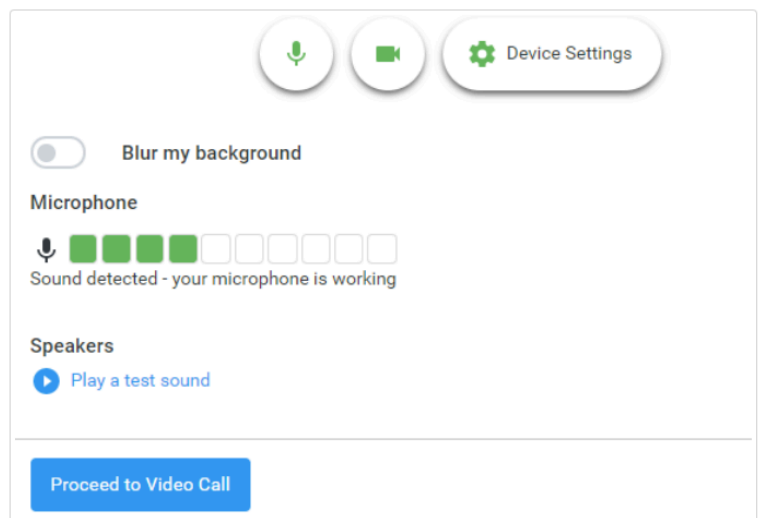 Device Settings
Blur my background
Microphone
Sound detected - your microphone is working
Speakers
Play a test sound
Proceed to Video Call